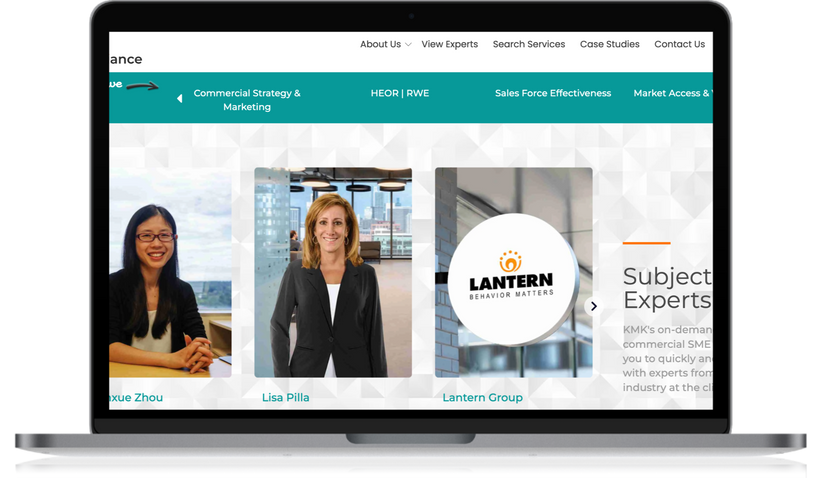 About Us View Experts Search Services Case Studies Contact Us
ance
we
Commercial Strategy &
Marketing
HEOR | RWE
Sales Force Effectiveness
Market Access &
LANTERN
BEHAVIOR MATTERS
Subject
Experts
KMK's on-deman
commercial SME
you to quickly an
with experts from
industry at the cli
nxue Zhou
Lisa Pilla
Lantern Group